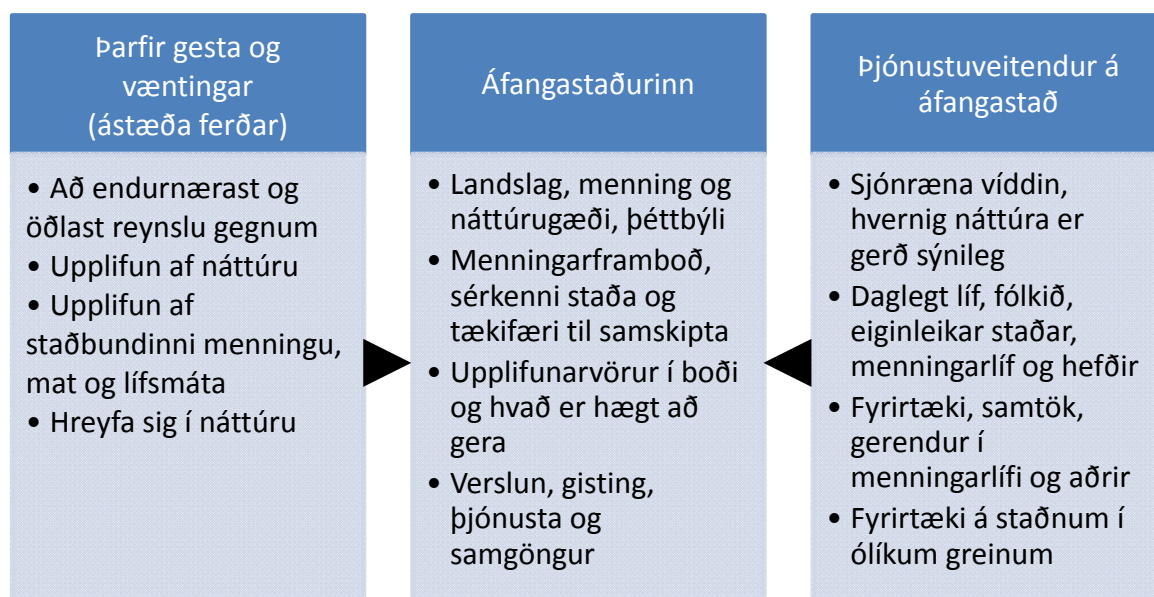 Þarfir gesta og
væntingar
(ástæða ferðar)
• Að endurnærast og
öðlast reynslu gegnum
• Upplifun af náttúru
• Upplifun af
staðbundinni menningu,
mat og lífsmáta
• Hreyfa sig í náttúru
Áfangastaðurinn
• Landslag, menning og
náttúrugæði, þéttbýli
• Menningarframboð,
sérkenni staða og
tækifæri til samskipta
• Upplifunarvörur í boði
og hvað er hægt að
gera
• Verslun, gisting,
þjónusta og
samgöngur
Þjónustuveitendur á
áfangastað
• Sjónræna víddin,
hvernig náttúra er
gerð sýnileg
• Daglegt líf, fólkið,
eiginleikar staðar,
menningarlíf og hefðir
• Fyrirtæki, samtök,
gerendur í
menningarlífi og aðrir
• Fyrirtæki á staðnum í
ólíkum greinum